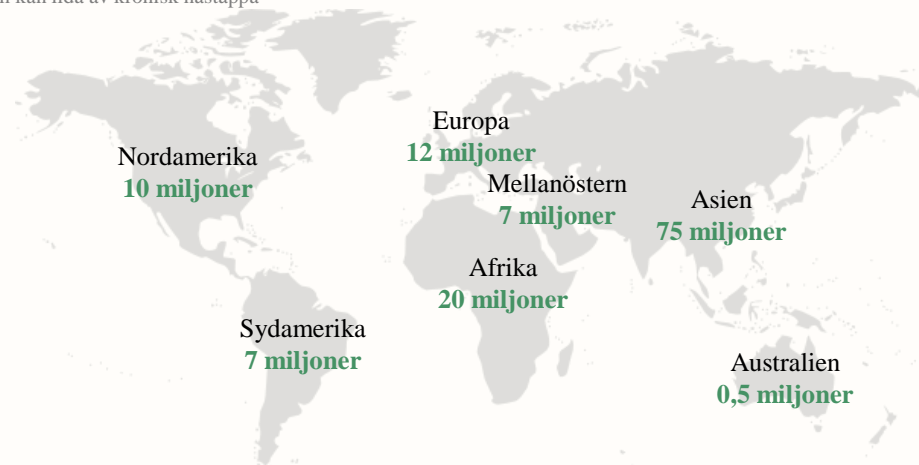 kan lida av kronisk nästäppa
Europa
12 miljoner
Nordamerika
10 miljoner
Mellanöstern
7 miljoner
Asien
75 miljoner
Afrika
20 miljoner
Sydamerika
7 miljoner
Australien
0,5 miljoner